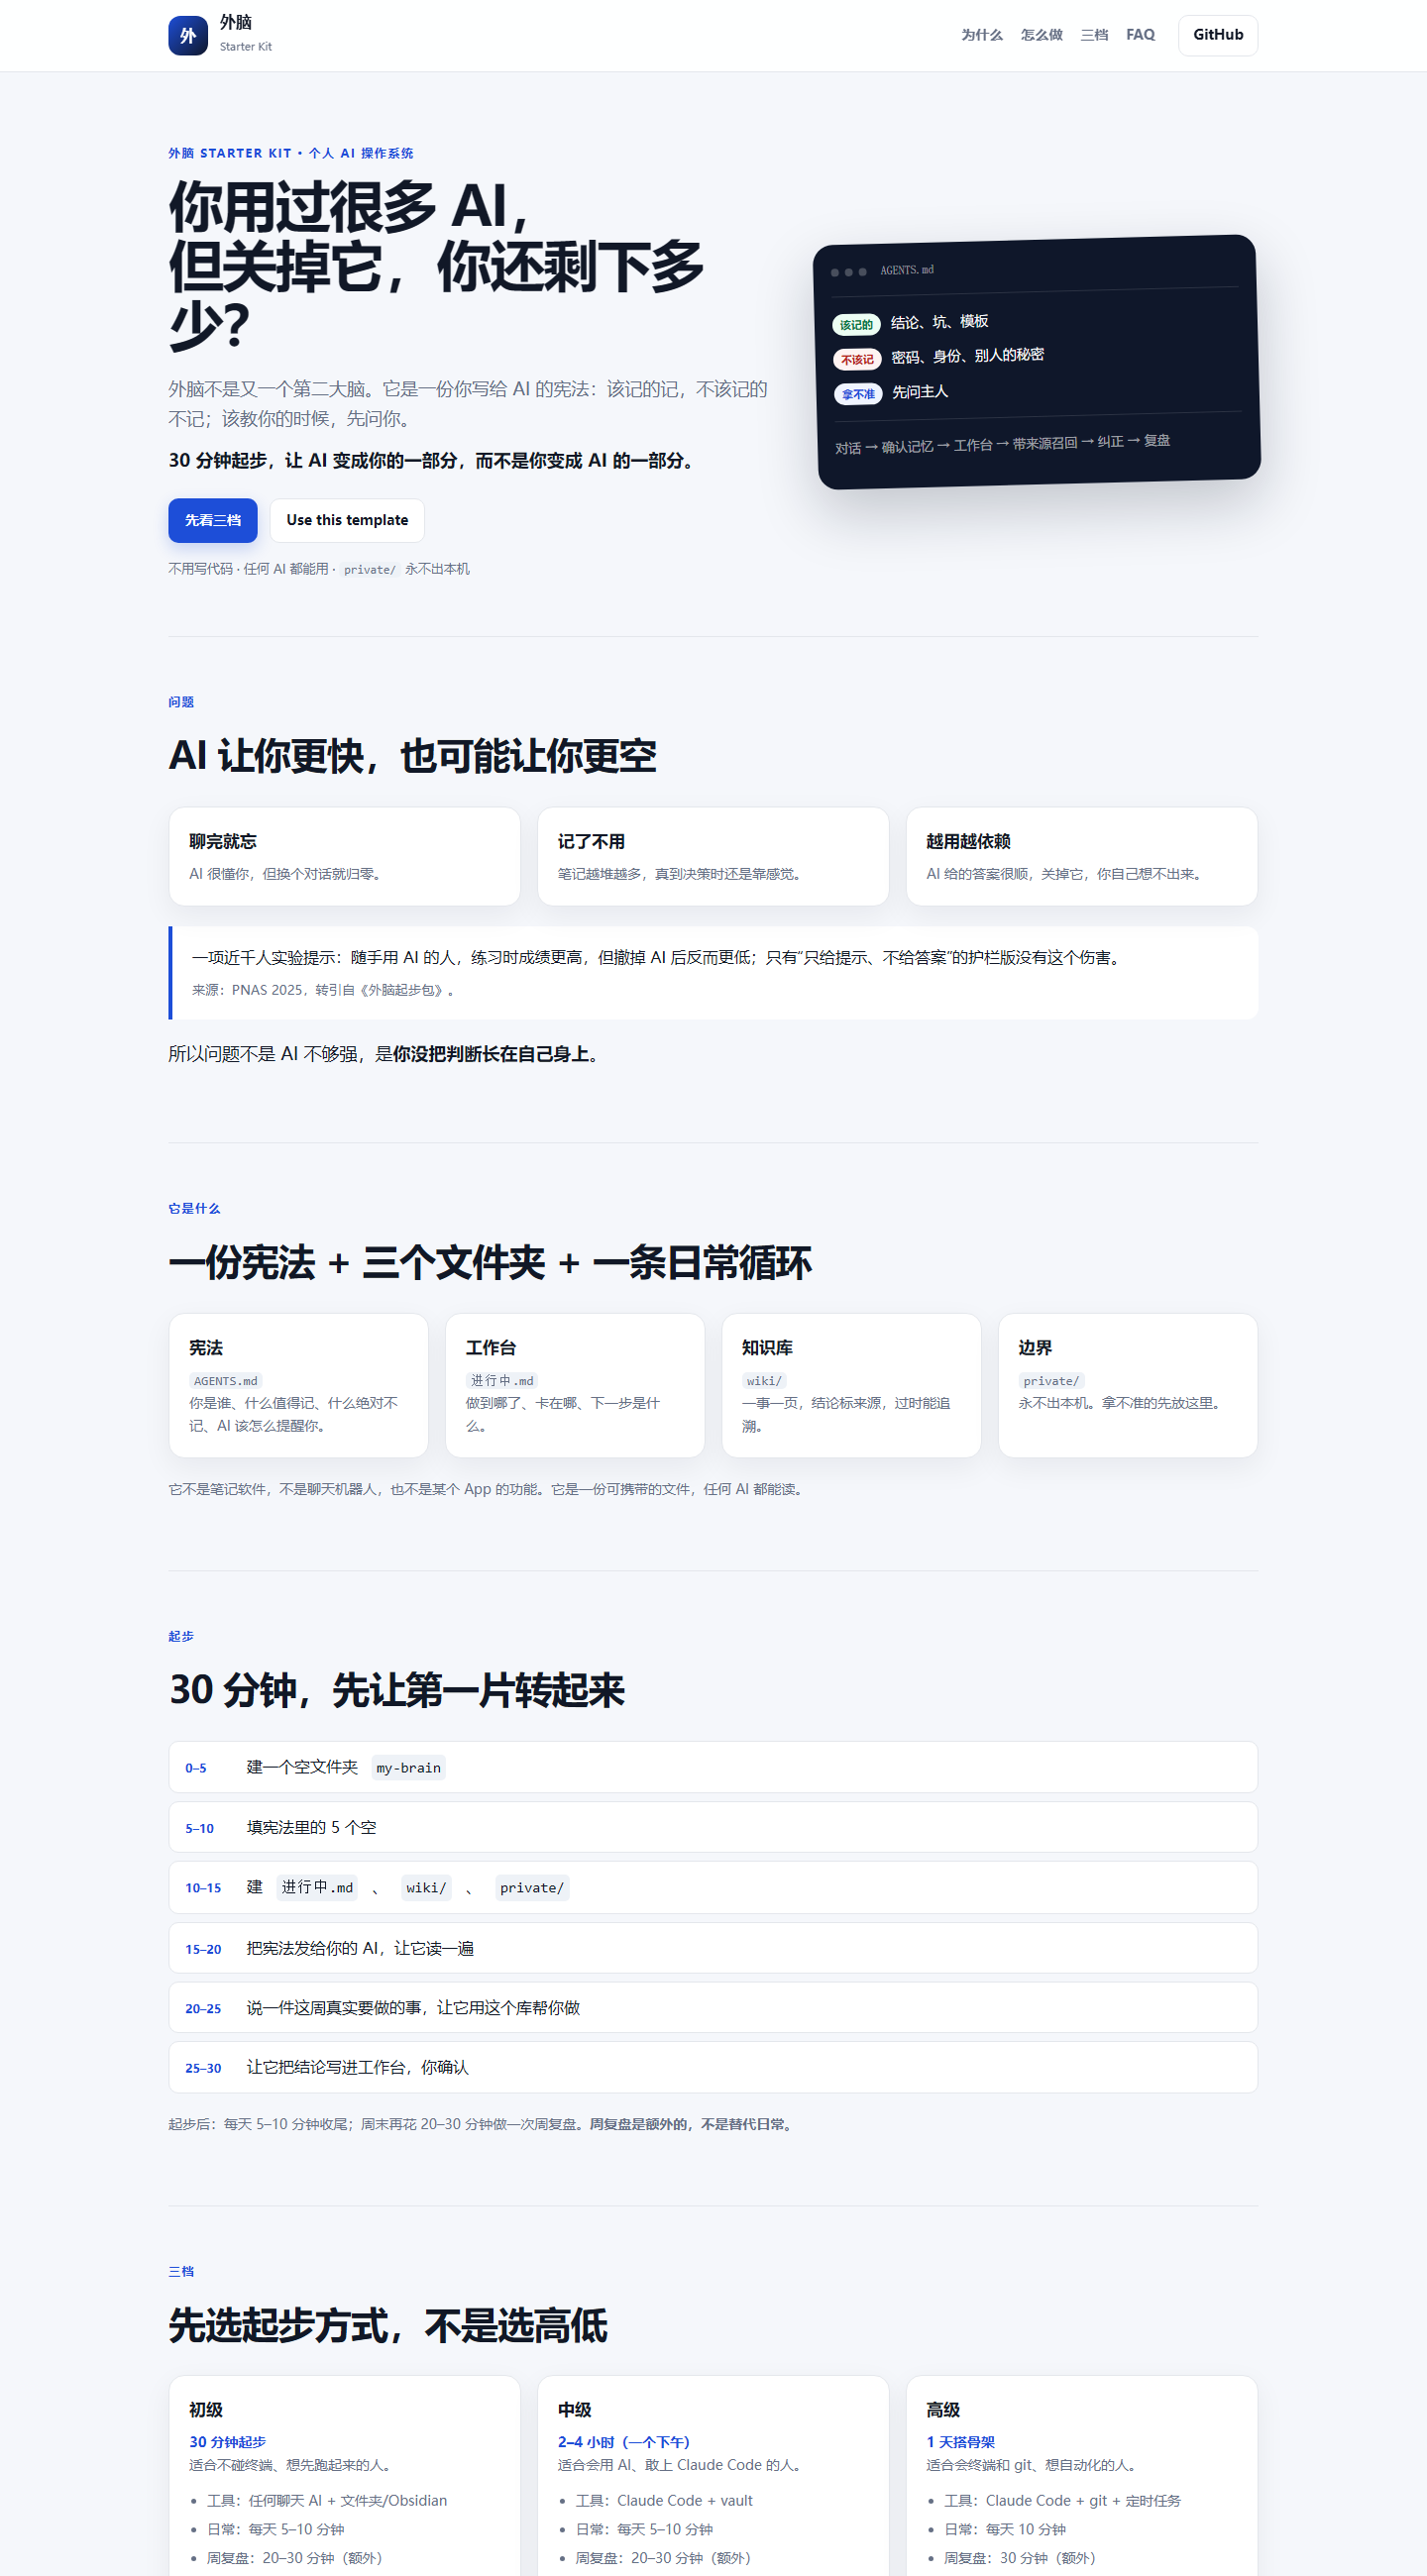 外
外脑
Starter Kit
为什么
怎么做
三档
FAQ
GitHub
外脑 STARTER KIT • 个人 AI 操作系统
你用过很多 AI，
但关掉它，你还剩下多
少？
外脑不是又一个第二大脑。它是一份你写给 AI 的宪法：该记的记，不该记的
不记；该教你的时候，先问你。
30 分钟起步，让 AI 变成你的一部分，而不是你变成 AI 的一部分。
先看三档
Use this template
不用写代码 · 任何 AI 都能用 · private/ 永不出本机
AGENTS.md
该记的 结论、坑、模板
不该记 密码、身份、别人的秘密
拿不准 先问主人
对话 → 确认记忆 → 工作台 → 带来源召回 → 纠正 → 复盘
问题
AI 让你更快，也可能让你更空
聊完就忘
AI 很懂你，但换个对话就归零。
记了不用
笔记越堆越多，真到决策时还是靠感觉。
越用越依赖
AI 给的答案很顺，关掉它，你自己想不出来。
一项近千人实验提示：随手用 AI 的人，练习时成绩更高，但撤掉 AI 后反而更低；只有“只给提示、不给答案”的护栏版没有这个伤害。
来源：PNAS 2025，转引自《外脑起步包》。
所以问题不是 AI 不够强，是你没把判断长在自己身上。
它是什么
一份宪法 + 三个文件夹 + 一条日常循环
宪法
AGENTS.md
你是谁、什么值得记、什么绝对不
记、AI 该怎么提醒你。
工作台
进行中.md
做到哪了、卡在哪、下一步是什
么。
知识库
wiki/
一事一页，结论标来源，过时能追
溯。
边界
private/
永不出本机。拿不准的先放这里。
它不是笔记软件，不是聊天机器人，也不是某个 App 的功能。它是一份可携带的文件，任何 AI 都能读。
起步
30 分钟，先让第一片转起来
0–5 建一个空文件夹 my-brain
5–10 填宪法里的 5 个空
10–15 建 进行中.md 、 wiki/ 、 private/
15–20 把宪法发给你的 AI，让它读一遍
20–25 说一件这周真实要做的事，让它用这个库帮你做
25–30 让它把结论写进工作台，你确认
起步后：每天 5–10 分钟收尾；周末再花 20–30 分钟做一次周复盘。周复盘是额外的，不是替代日常。
三档
先选起步方式，不是选高低
初级
30 分钟起步
适合不碰终端、想先跑起来的人。
• 工具：任何聊天 AI + 文件夹/Obsidian
• 日常：每天 5–10 分钟
• 周复盘：20–30 分钟（额外）
中级
2–4 小时（一个下午）
适合会用 AI、敢上 Claude Code 的人。
• 工具：Claude Code + vault
• 日常：每天 5–10 分钟
• 周复盘：20–30 分钟（额外）
高级
1 天搭骨架
适合会终端和 git、想自动化的人。
• 工具：Claude Code + git + 定时任务
• 日常：每天 10 分钟
• 周复盘：30 分钟（额外）